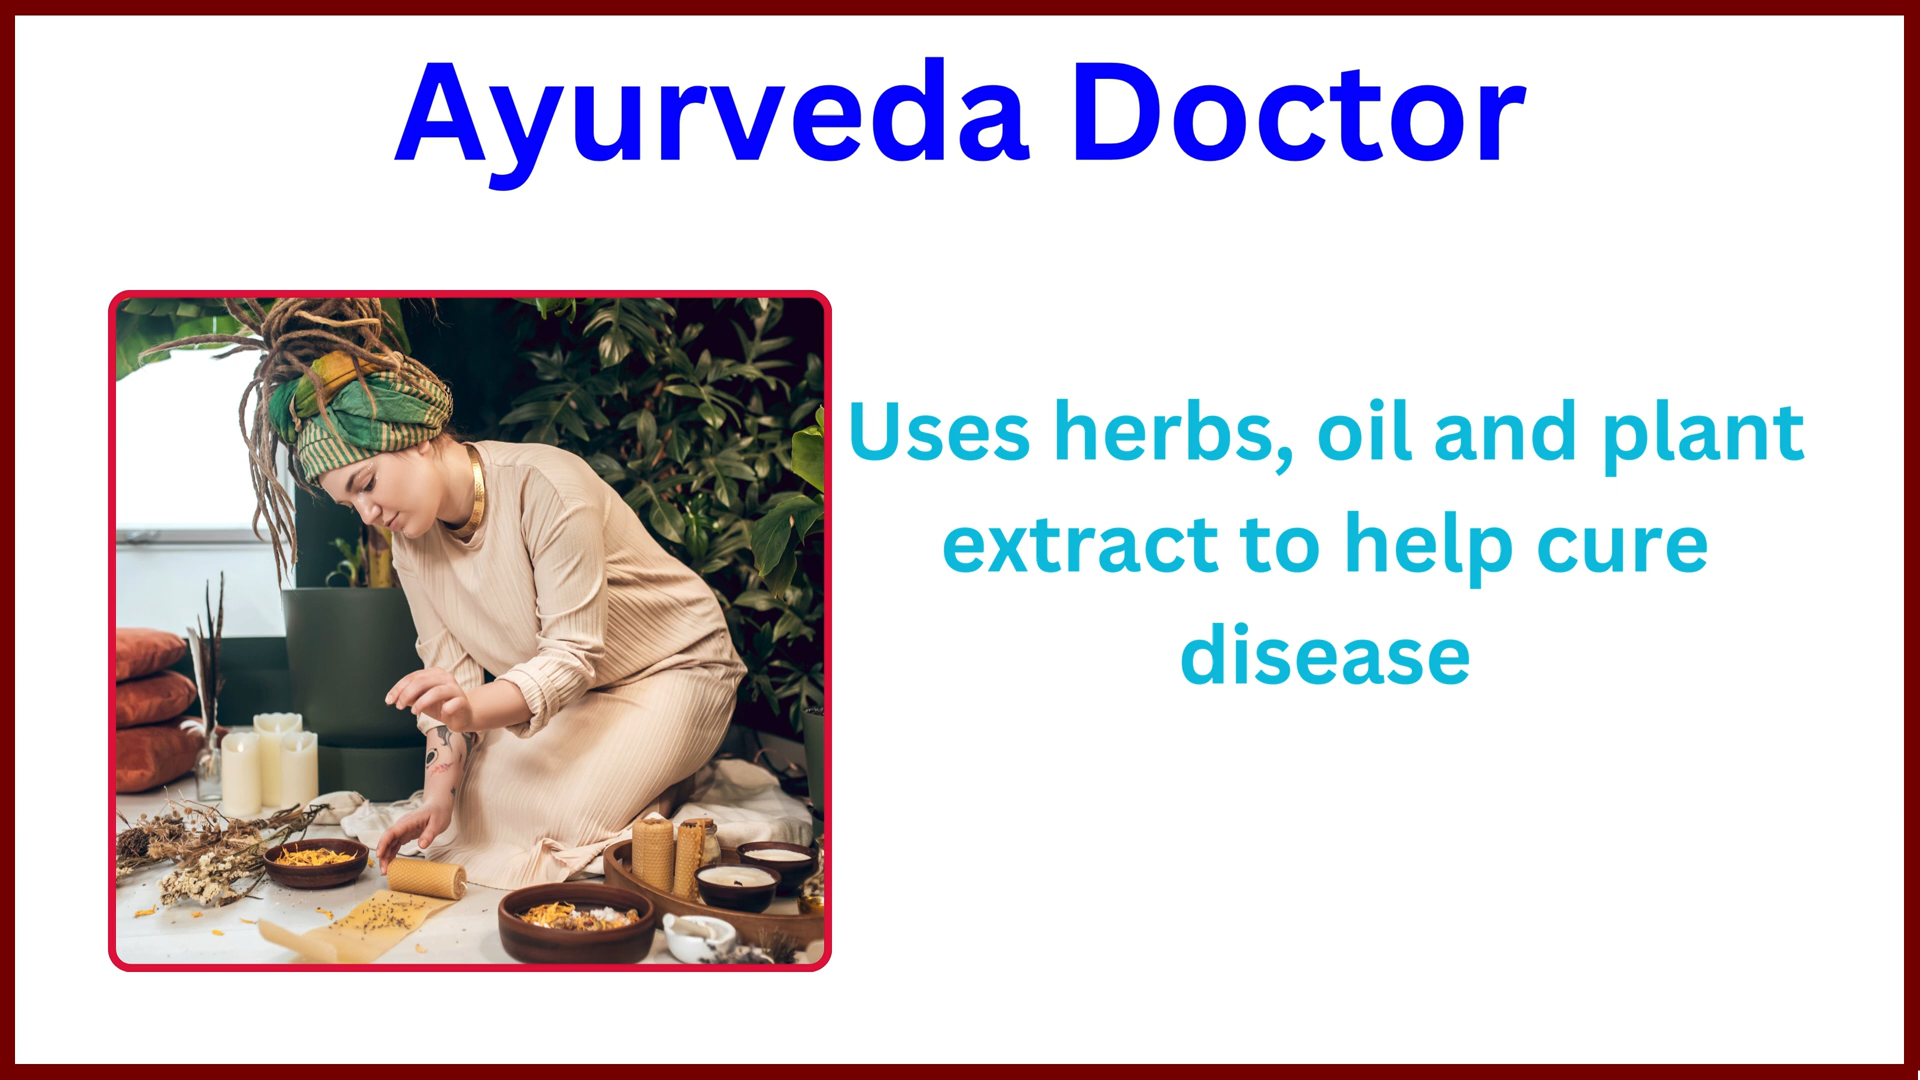 Ayurveda Doctor
Uses herbs, oil and plant
extract to help cure
disease